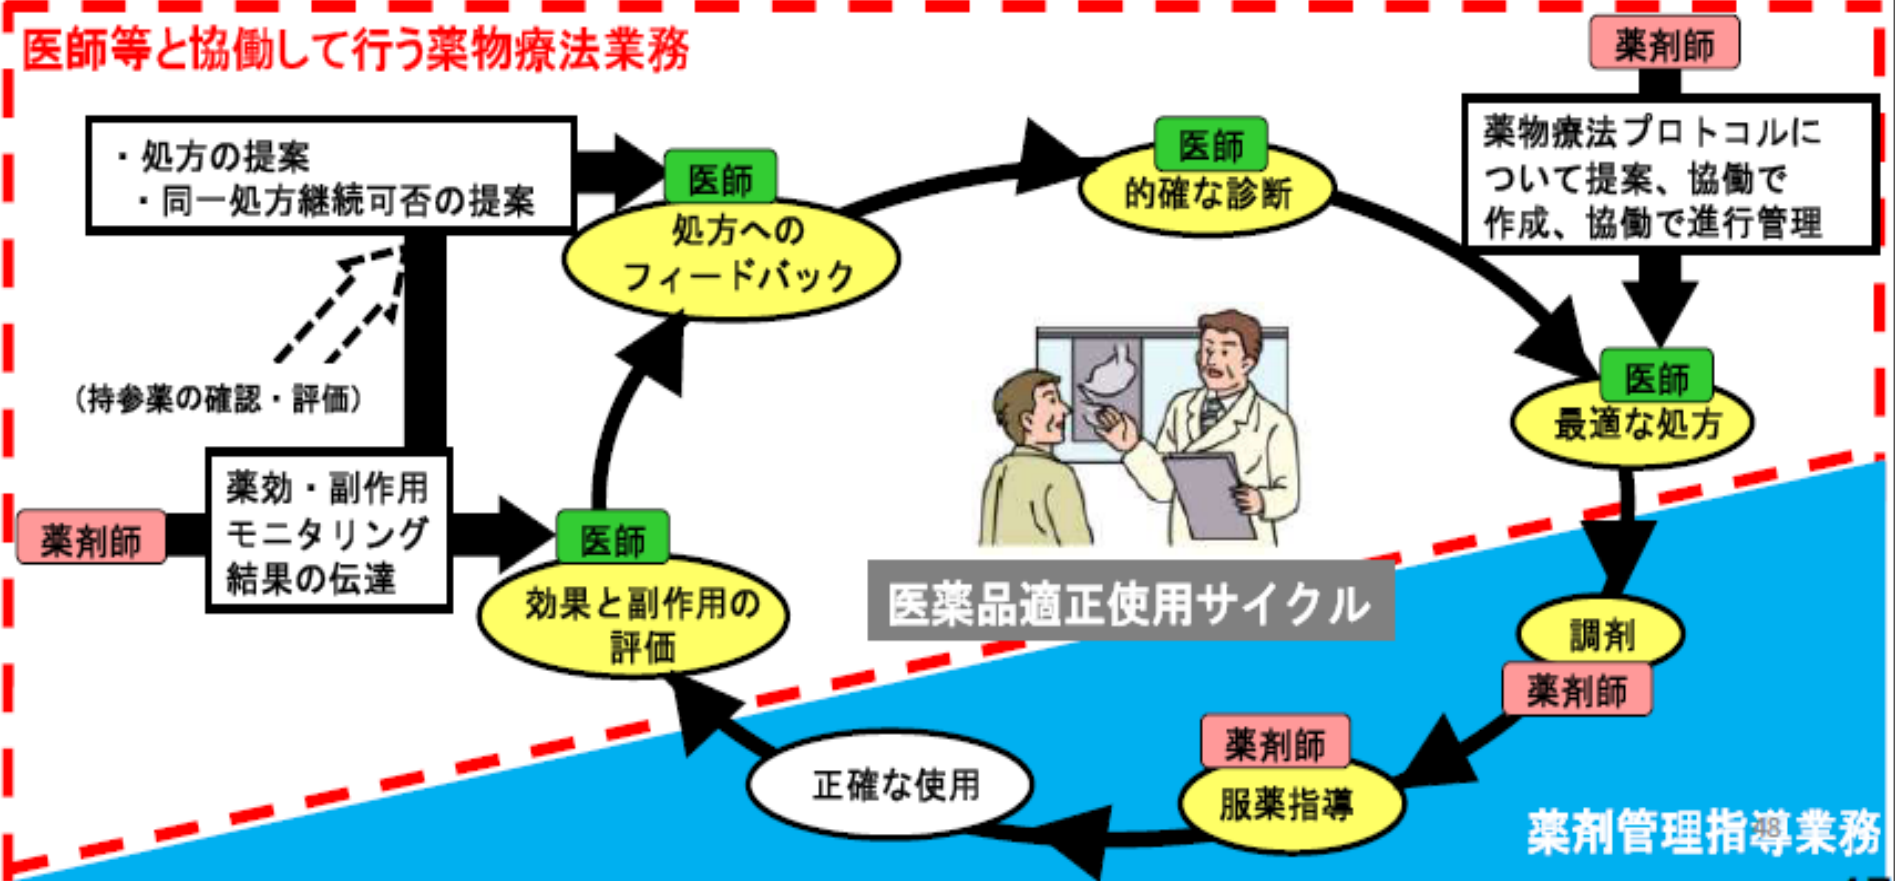 医師等と協働して行う薬物療法業務
薬剤師
・処方の提案
・同一処方継続可否の提案
医師
処方への
フィードバック
医師
的確な診断
薬物療法プロトコルに
ついて提案、協働で
作成、協働で進行管理
医師
最適な処方
（持参薬の確認・評価）
薬剤師
薬効・副作用
モニタリング
結果の伝達
医師
効果と副作用の
評価
医薬品適正使用サイクル
調剤
薬剤師
薬剤師
服薬指導
正確な使用
薬剤管理指導業務
48